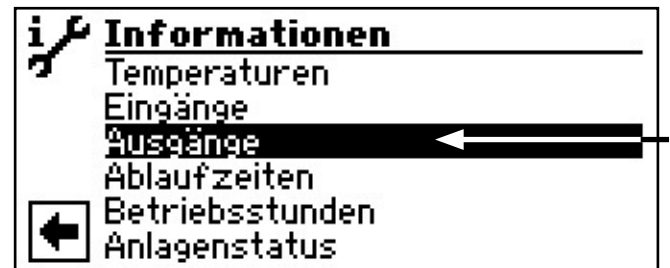 i Informationen
Temperaturen
Eingänge
Ausgänge
Ablaufzeiten
Betriebsstunden
Anlagenstatus